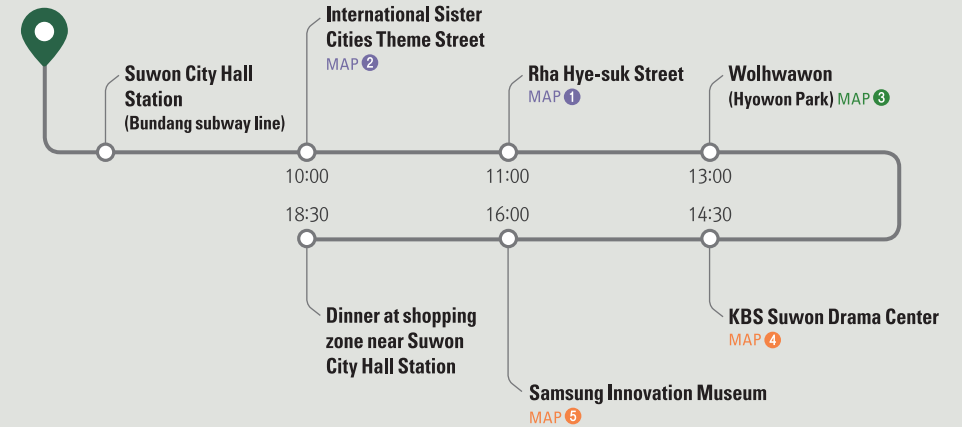 Suwon City Hall
Station
(Bundang subway line)
International Sister
Cities Theme Street
MAP 2
10:00
Rha Hye-suk Street
MAP 1
11:00
Wolhwawon
(Hyowon Park) MAP 3
13:00
14:30
KBS Suwon Drama Center
MAP 4
16:00
Samsung Innovation Museum
MAP 5
18:30
Dinner at shopping
zone near Suwon
City Hall Station